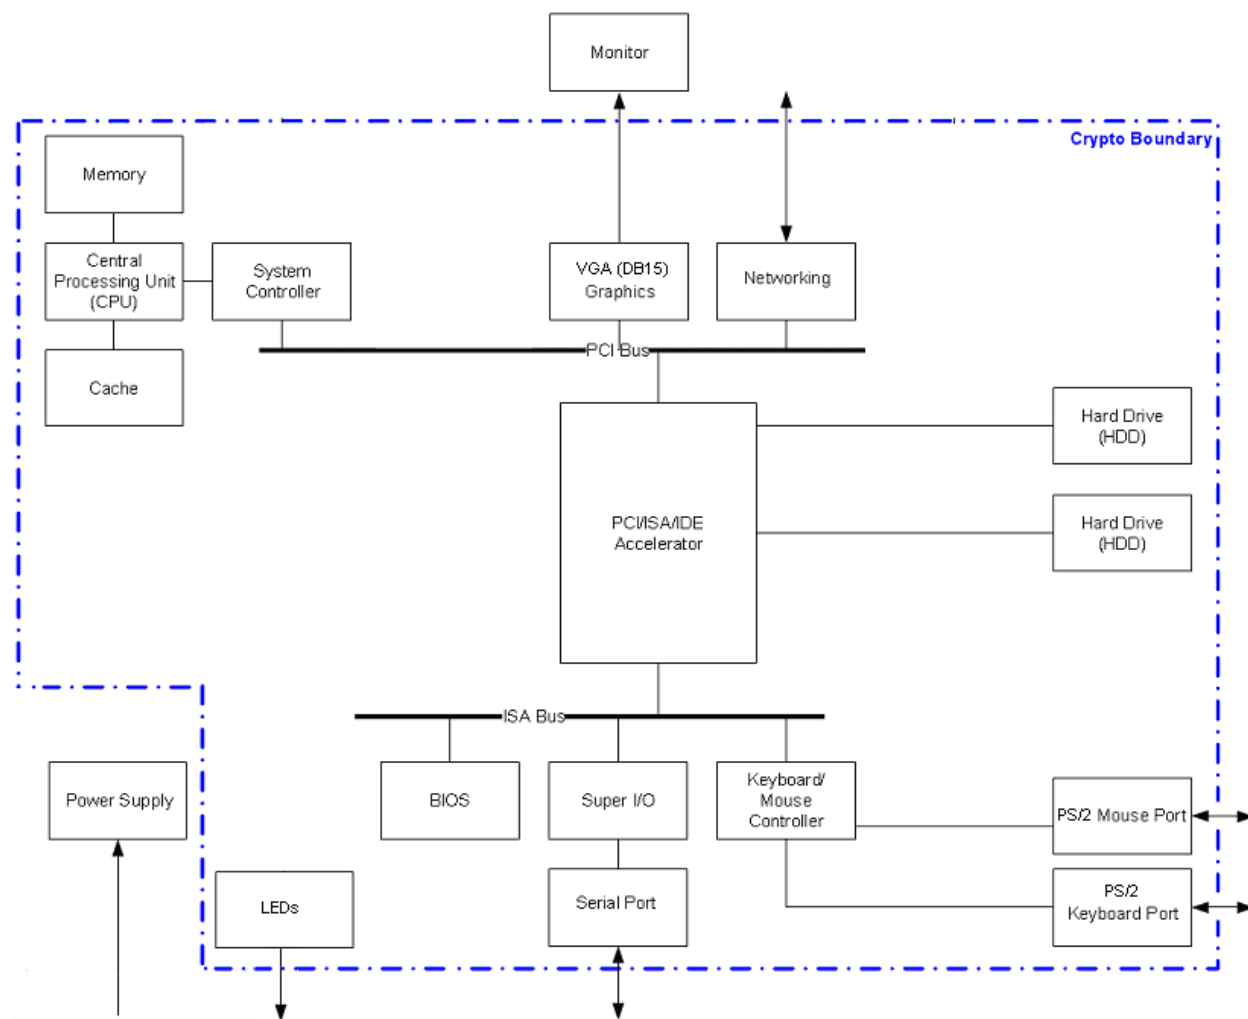 Monitor
Crypto Boundary
Memory
Central
Processing Unit
(CPU)
System
Controller
VGA (DB15)
Graphics
Networking
PCI Bus
Cache
Hard Drive
(HDD)
PCI/ISA/IDE
Accelerator
Hard Drive
(HDD)
ISA Bus
Power Supply
BIOS
Super I/O
Keyboard/
Mouse
Controller
PS/2 Mouse Port
LEDs
Serial Port
PS/2
Keyboard Port